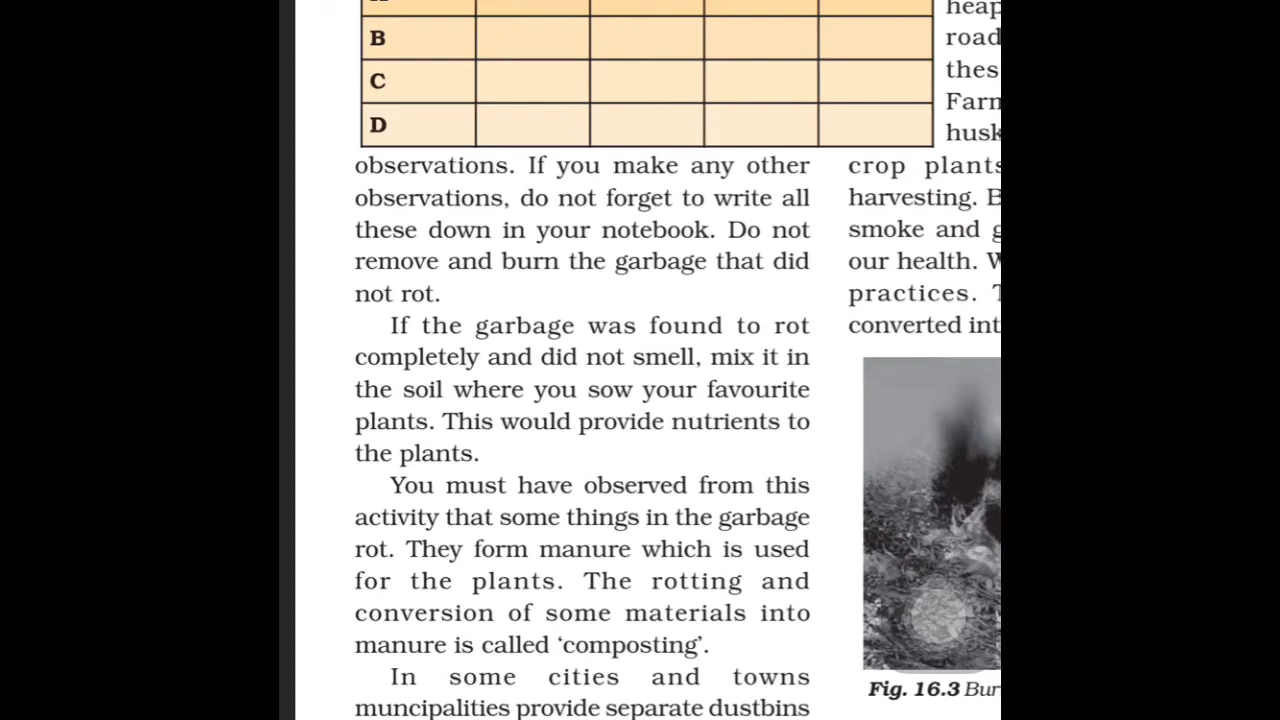 B
C
D
observations. If you make any other
observations, do not forget to write all
these down in your notebook. Do not
remove and burn the garbage that did
not rot.
If the garbage was found to rot
completely and did not smell, mix it in
the soil where you sow your favourite
plants. This would provide nutrients to
the plants.
You must have observed from this
activity that some things in the garbage
rot. They form manure which is used
for the plants. The rotting and
conversion of some materials into
manure is called ‘composting’.
In some cities and towns
muncipalities provide separate dustbins
heap
road
thes
Farm
husk
crop plants
harvesting. B
smoke and g
our health. W
practices. T
converted int
Fig. 16.3 Bur